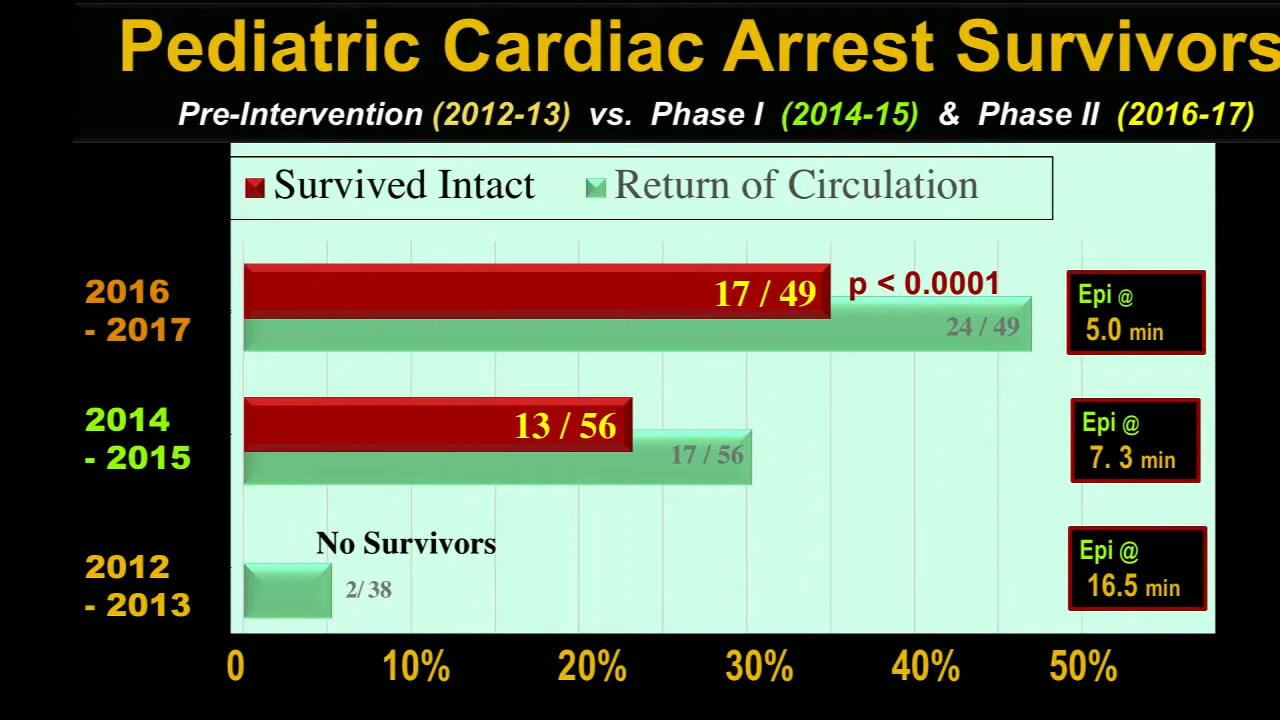 Pediatric Cardiac Arrest Survivors
Pre-Intervention (2012-13) vs. Phase I (2014-15) & Phase II (2016-17)
Survived Intact Return of Circulation
2016
- 2017
17 / 49
p < 0.0001
24 / 49
Epi @
5.0 min
2014
- 2015
13 / 56
17 / 56
Epi @
7. 3 min
2012
- 2013
No Survivors
2/ 38
Epi @
16.5 min
0 10% 20% 30% 40% 50%